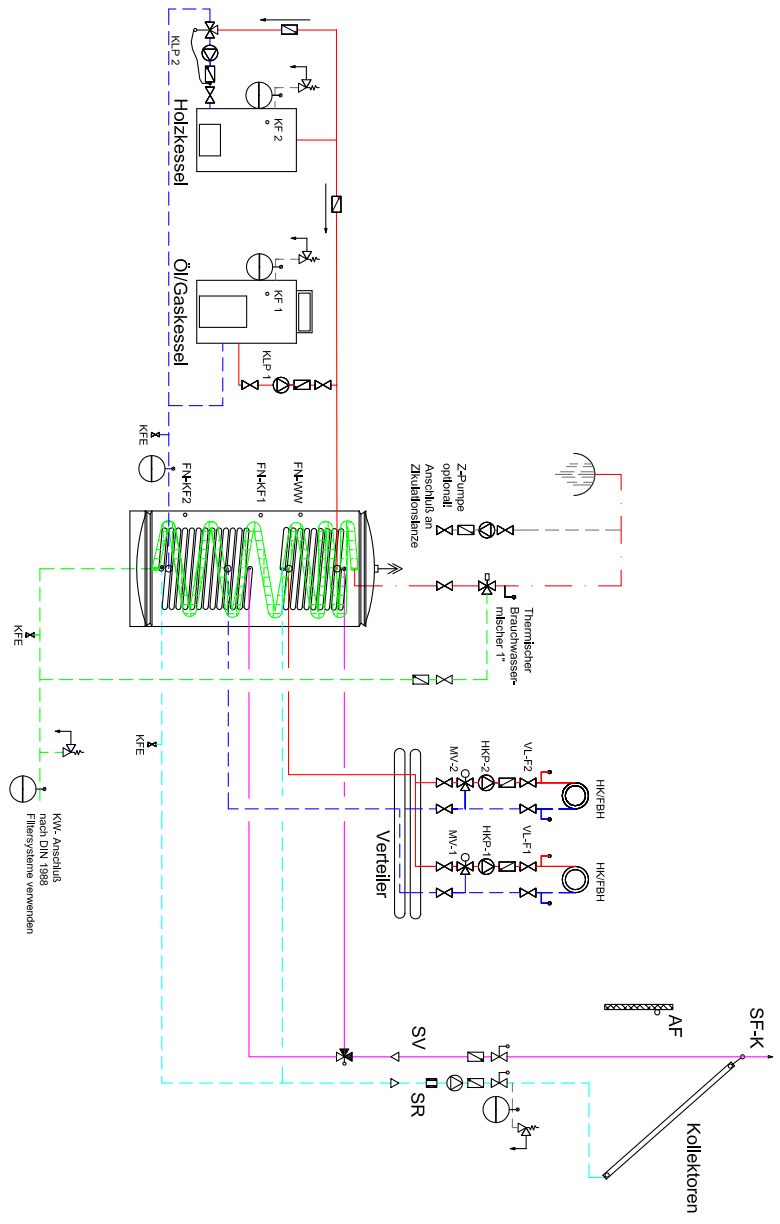 KLP 2
Holzkessel
KF 2
Öl/Gaskessel
KF 1
KLP 1
KFE
FN-KF2
FN-KF1
FN-WW
Z-Pumpe
optional!
Anschluß an
Zikulationslanze
Thermischer
Brauchwasser-
mischer 1"
KFE
KFE
KW- Anschluß
nach DIN 1988
Filtersysteme verwenden
MV-2
HKP-2
VL-F2
HK/FBH
MV-1
HKP-1
VL-F1
HK/FBH
Verteiler
AF
SF-K
SV
SR
Kollektoren